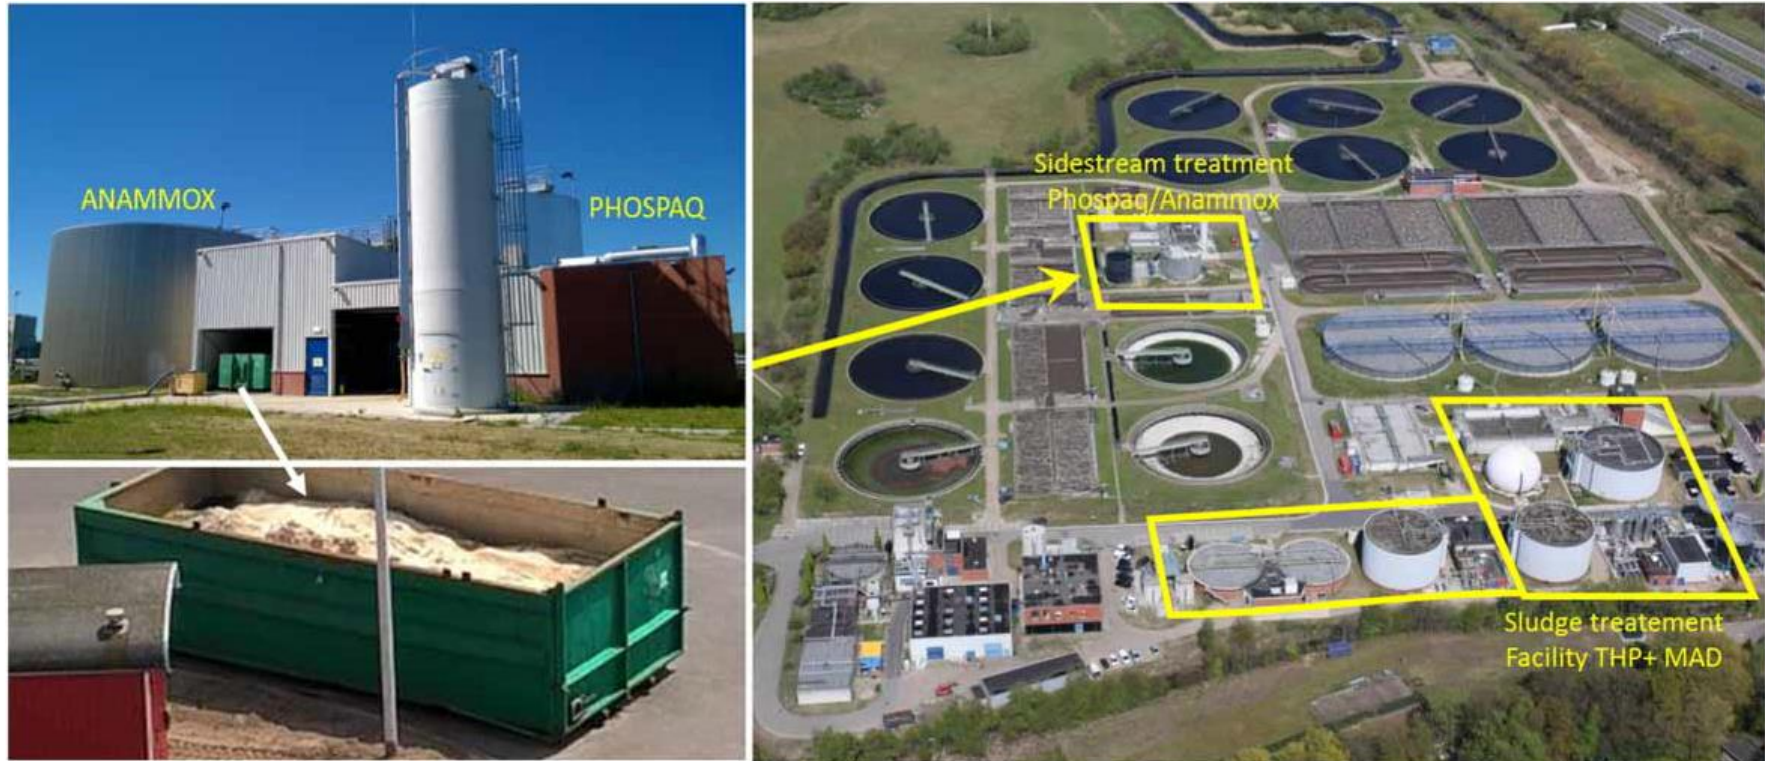 ANAMMOX
PHOSPAQ
Sidestream treatment
Phospaq/Anammox
Sludge treatement
Facility THP+ MAD